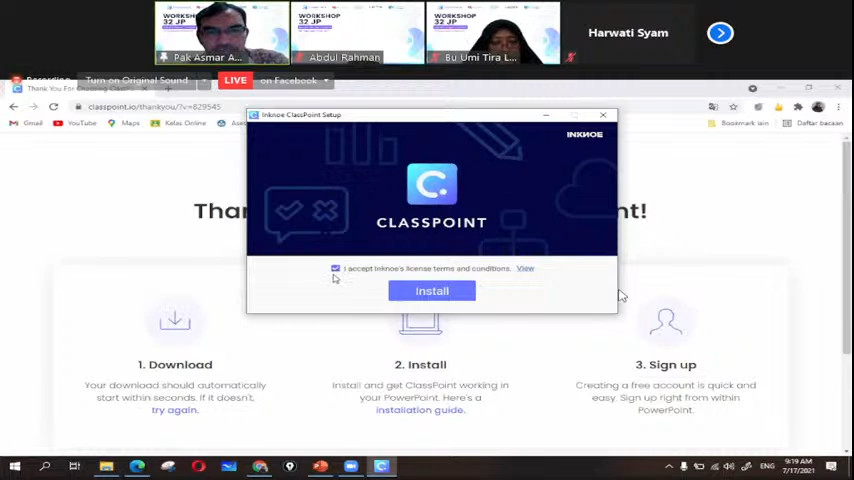 WORKSHOP
32 JP
WORKSHOP
32 JP
WORKSHOP
32 JP
Harwati Syam
Pak Asmar A...
Abdul Rahman
Bu Umi Tira L...
Recording
Turn on Original Sound
LIVE
on Facebook
classpoint.io/thankyou/?v=829545
Gmail
YouTube
Maps
Kelas Online
Bookmark lain
Daftar bacaan
Inknoe ClassPoint Setup
INKNOE
CLASSPOINT
I accept Inknoe's license terms and conditions. View
Install
Than
t!
1. Download
Your download should automatically
start within seconds. If it doesn't,
try again.
2. Install
Install and get ClassPoint working in
your PowerPoint. Here's a
installation guide.
3. Sign up
Creating a free account is quick and
easy. Sign up right from within
PowerPoint.
ENG
9:19 AM
7/17/2021